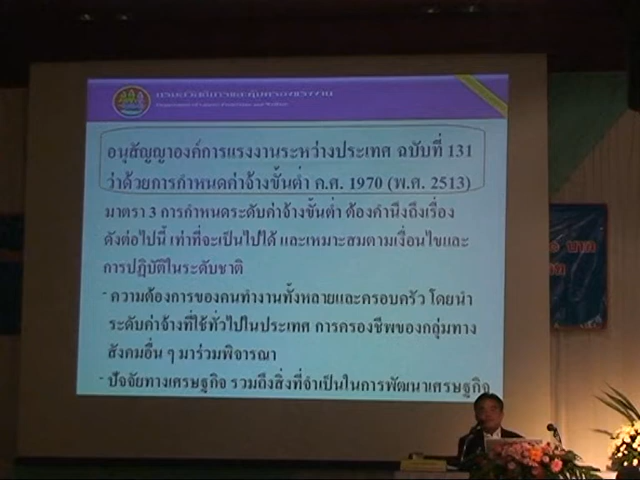 กรมสวัสดิการและคุ้มครองแรงงาน
Department of Labour Protection and Welfare
อนุสัญญาองค์การแรงงานระหว่างประเทศ ฉบับที่ 131
ว่าด้วยการกำหนดค่าจ้างขั้นต่ำ ค.ศ. 1970 (พ.ศ. 2513)
มาตรา 3 การกำหนดระดับค่าจ้างขั้นต่ำ ต้องคำนึงถึงเรื่อง
ดังต่อไปนี้ เท่าที่จะเป็นไปได้ และเหมาะสมตามเงื่อนไขและ
การปฏิบัติในระดับชาติ
- ความต้องการของคนทำงานทั้งหลายและครอบครัว โดยนำ
ระดับค่าจ้างที่ใช้ทั่วไปในประเทศ การครองชีพของกลุ่มทาง
สังคมอื่น ๆ มาร่วมพิจารณา
- ปัจจัยทางเศรษฐกิจ รวมถึงสิ่งที่จำเป็นในการพัฒนาเศรษฐกิจ
บาท